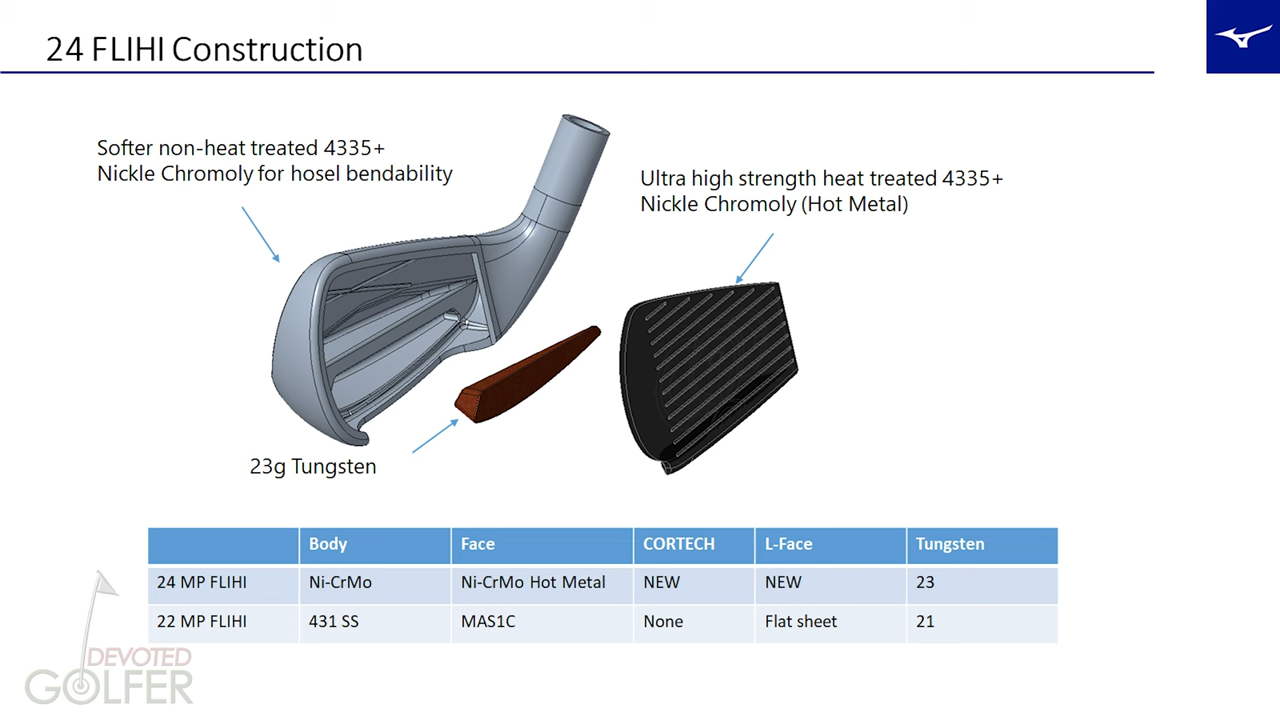 24 FLIHI Construction
Softer non-heat treated 4335+
Nickle Chromoly for hosel bendability
Ultra high strength heat treated 4335+
Nickle Chromoly (Hot Metal)
23g Tungsten
Body Face CORTECH L-Face Tungsten
24 MP FLIHI Ni-CrMo Ni-CrMo Hot Metal NEW NEW 23
22 MP FLIHI 431 SS MAS1C None Flat sheet 21
DEVOTED
GOLFER